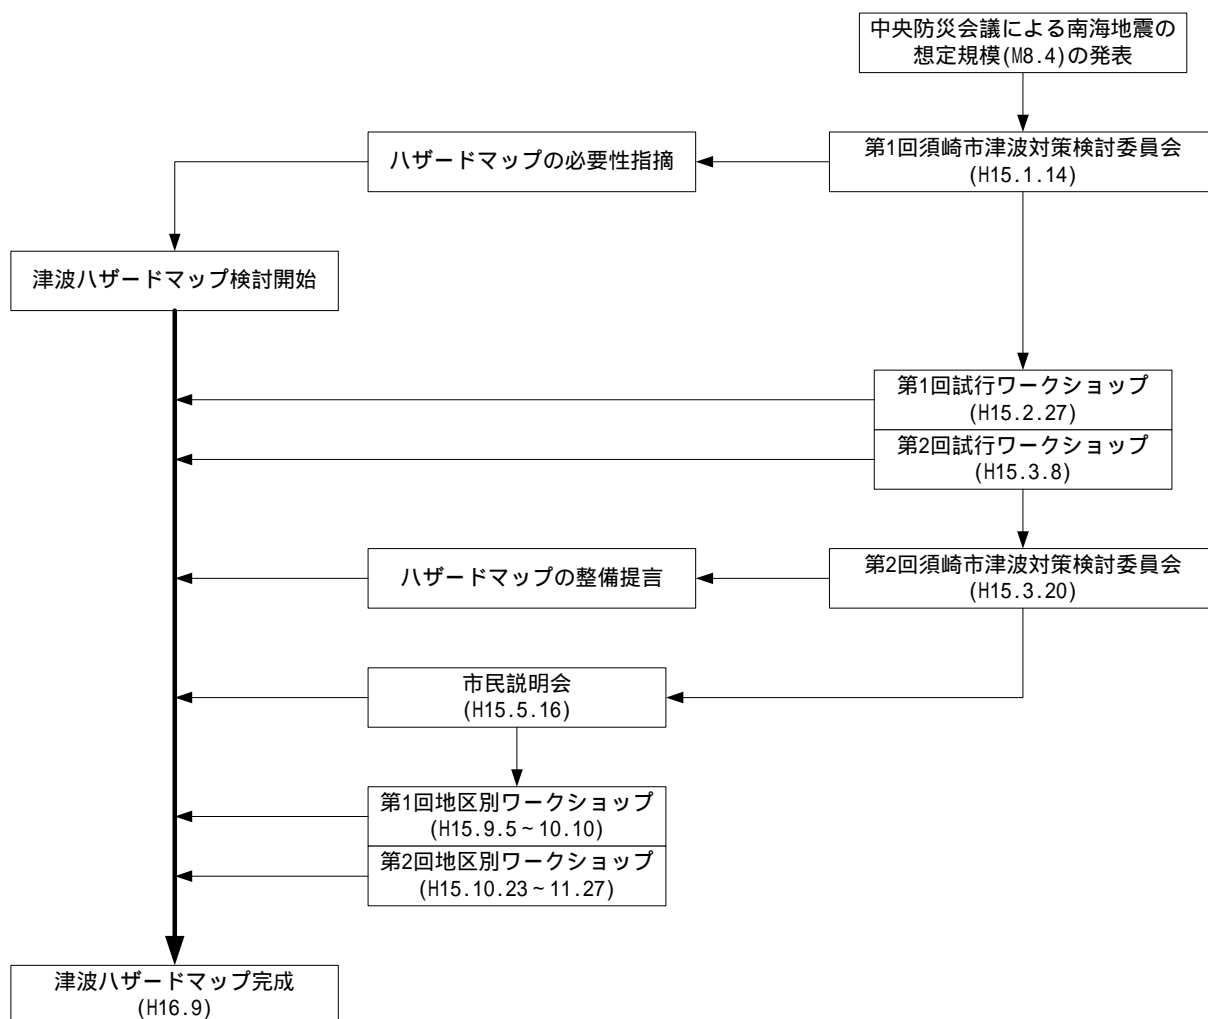 中央防災会議による南海地震の
想定規模(M8.4)の発表
ハザードマップの必要性指摘
第1回須崎市津波対策検討委員会
(H15.1.14)
津波ハザードマップ検討開始
第1回試行ワークショップ
(H15.2.27)
第2回試行ワークショップ
(H15.3.8)
ハザードマップの整備提言
第2回須崎市津波対策検討委員会
(H15.3.20)
市民説明会
(H15.5.16)
第1回地区別ワークショップ
(H15.9.5~10.10)
第2回地区別ワークショップ
(H15.10.23~11.27)
津波ハザードマップ完成
(H16.9)